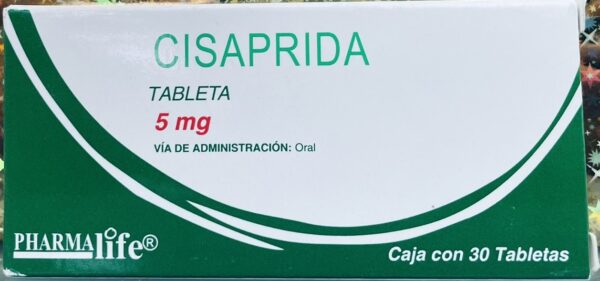 CISAPRIDA
TABLETA
5 mg
VÍA DE ADMINISTRACIÓN: Oral
PHARMAlife®
Caja con 30 Tabletas